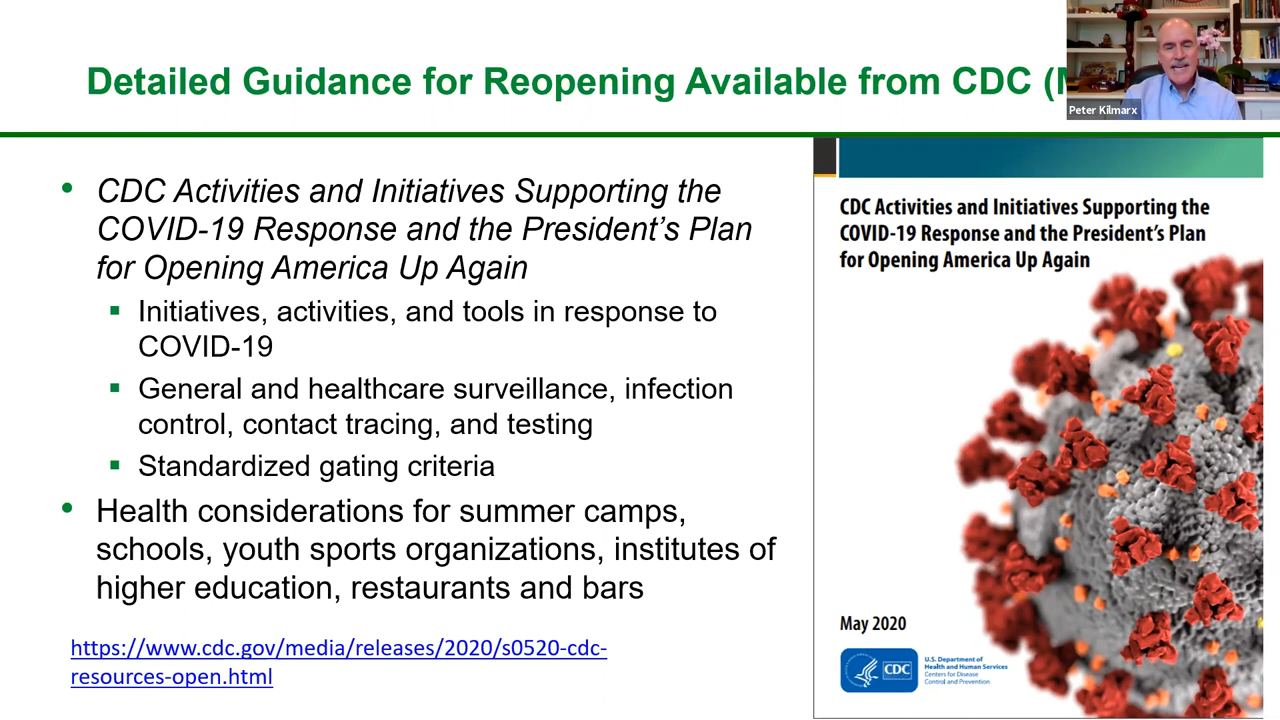 Detailed Guidance for Reopening Available from CDC (
Peter Kilmarx
• CDC Activities and Initiatives Supporting the
COVID-19 Response and the President’s Plan
for Opening America Up Again
▪ Initiatives, activities, and tools in response to
COVID-19
▪ General and healthcare surveillance, infection
control, contact tracing, and testing
▪ Standardized gating criteria
• Health considerations for summer camps,
schools, youth sports organizations, institutes of
higher education, restaurants and bars
https://www.cdc.gov/media/releases/2020/s0520-cdc-
resources-open.html
CDC Activities and Initiatives Supporting the
COVID-19 Response and the President’s Plan
for Opening America Up Again
May 2020
CDC
U.S. Department of
Health and Human Services
Centers for Disease
Control and Prevention